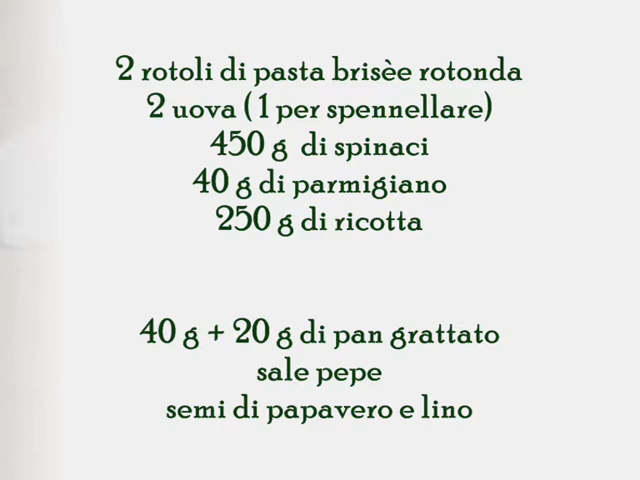 2 rotoli di pasta brisèe rotonda
2 uova ( 1 per spennellare)
450 g di spinaci
40 g di parmigiano
250 g di ricotta
40 g + 20 g di pan grattato
sale pepe
semi di papavero e lino